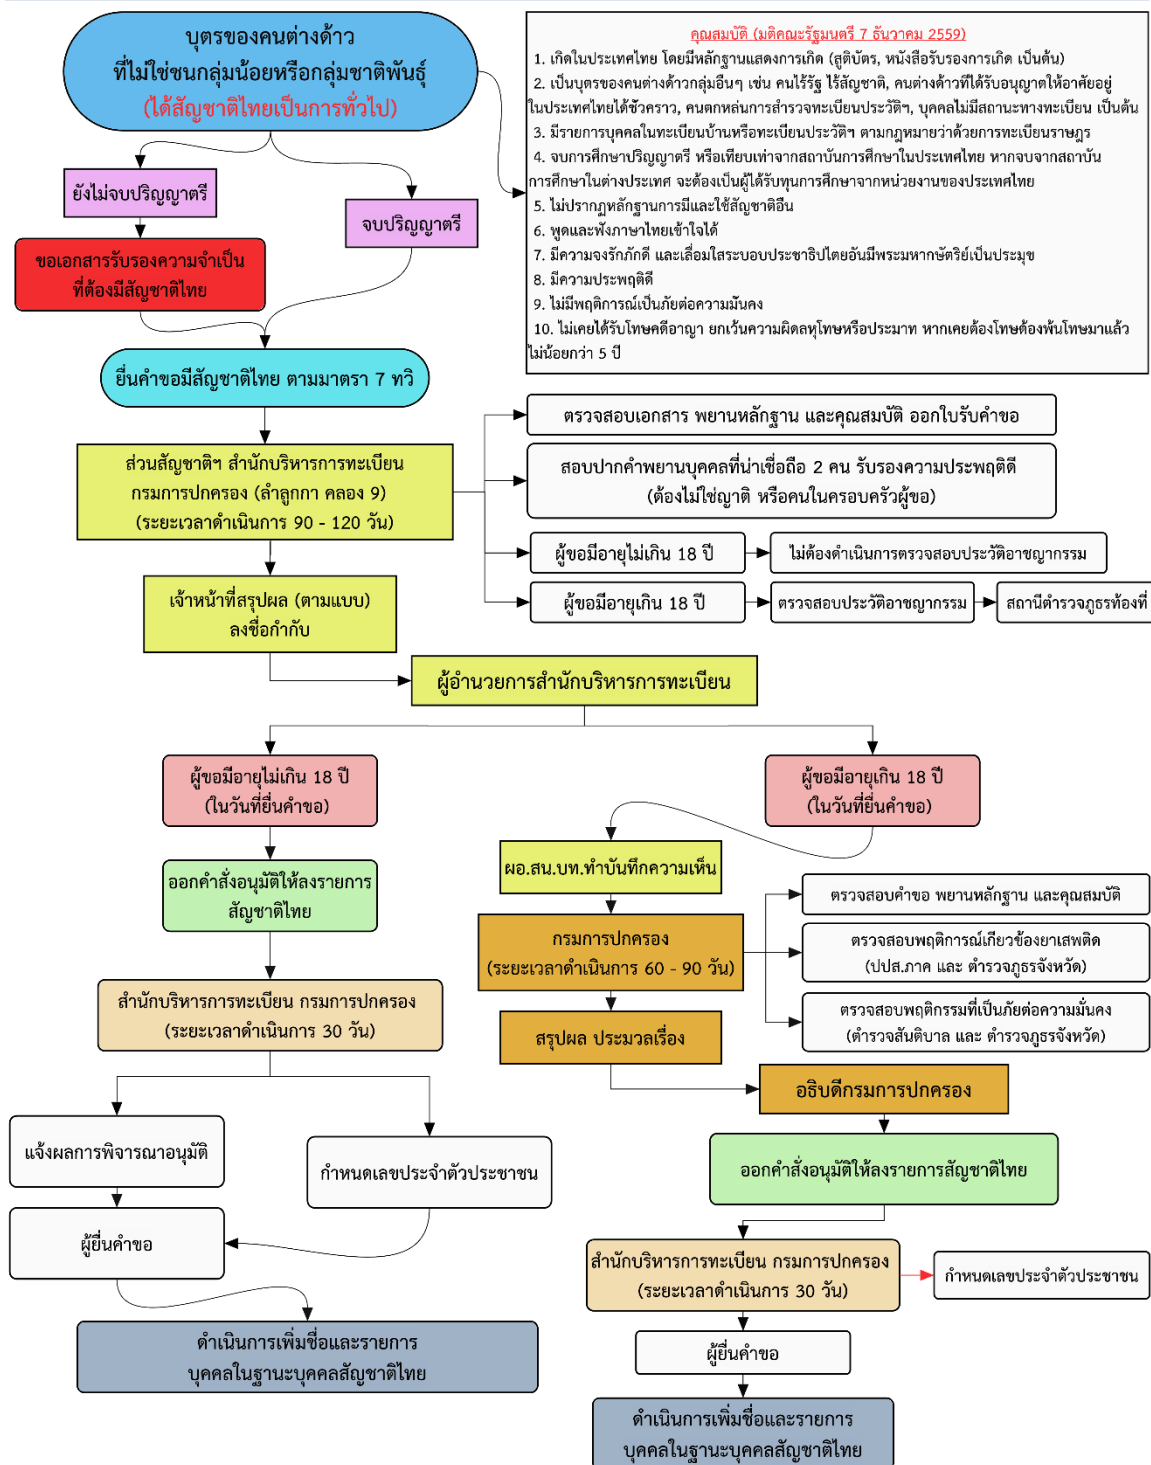 บุตรของคนต่างด้าว
ที่ไม่ใช่ชนกลุ่มน้อยหรือกลุ่มชาติพันธุ์
(ได้สัญชาติไทยเป็นการทั่วไป)
คุณสมบัติ (มติคณะรัฐมนตรี 7 ธันวาคม 2559)
1. เกิดในประเทศไทย โดยมีหลักฐานแสดงการเกิด (สูติบัตร, หนังสือรับรองการเกิด เป็นต้น)
2. เป็นบุตรของคนต่างด้าวกลุ่มอื่นๆ เช่น คนไร้รัฐ ไร้สัญชาติ, คนต่างด้าวที่ได้รับอนุญาตให้อาศัยอยู่
ในประเทศไทยได้ชั่วคราว, คนตกหล่นการสำรวจทะเบียนประวัติฯ, บุคคลไม่มีสถานะทางทะเบียน เป็นต้น
3. มีรายการบุคคลในทะเบียนบ้านหรือทะเบียนประวัติฯ ตามกฎหมายว่าด้วยการทะเบียนราษฎร
4. จบการศึกษาปริญญาตรี หรือเทียบเท่าจากสถาบันการศึกษาในประเทศไทย หากจบจากสถาบัน
การศึกษาในต่างประเทศ จะต้องเป็นผู้ได้รับทุนการศึกษาจากหน่วยงานของประเทศไทย
5. ไม่ปรากฏหลักฐานการมีและใช้สัญชาติอื่น
6. พูดและฟังภาษาไทยเข้าใจได้
7. มีความจงรักภักดี และเลื่อมใสระบอบประชาธิปไตยอันมีพระมหากษัตริย์เป็นประมุข
8. มีความประพฤติดี
9. ไม่มีพฤติการณ์เป็นภัยต่อความมั่นคง
10. ไม่เคยได้รับโทษคดีอาญา ยกเว้นความผิดลหุโทษหรือประมาท หากเคยต้องโทษต้องพ้นโทษมาแล้ว
ไม่น้อยกว่า 5 ปี
ยังไม่จบปริญญาตรี
จบปริญญาตรี
ขอเอกสารรับรองความจำเป็น
ที่ต้องมีสัญชาติไทย
ยื่นคำขอมีสัญชาติไทย ตามมาตรา 7 ทวิ
ส่วนสัญชาติฯ สำนักบริหารการทะเบียน
กรมการปกครอง (ลำลูกกา คลอง 9)
(ระยะเวลาดำเนินการ 90 - 120 วัน)
ตรวจสอบเอกสาร พยานหลักฐาน และคุณสมบัติ ออกใบรับคำขอ
สอบปากคำพยานบุคคลที่น่าเชื่อถือ 2 คน รับรองความประพฤติดี
(ต้องไม่ใช่ญาติ หรือคนในครอบครัวผู้ขอ)
ผู้ขอมีอายุไม่เกิน 18 ปี
ไม่ต้องดำเนินการตรวจสอบประวัติอาชญากรรม
ผู้ขอมีอายุเกิน 18 ปี
ตรวจสอบประวัติอาชญากรรม
สถานีตำรวจภูธรท้องที่
เจ้าหน้าที่สรุปผล (ตามแบบ)
ลงชื่อกำกับ
ผู้อำนวยการสำนักบริหารการทะเบียน
ผู้ขอมีอายุไม่เกิน 18 ปี
(ในวันที่ยื่นคำขอ)
ผู้ขอมีอายุเกิน 18 ปี
(ในวันที่ยื่นคำขอ)
ออกคำสั่งอนุมัติให้ลงรายการ
สัญชาติไทย
ผอ.สน.บท.ทำบันทึกความเห็น
กรมการปกครอง
(ระยะเวลาดำเนินการ 60 - 90 วัน)
ตรวจสอบคำขอ พยานหลักฐาน และคุณสมบัติ
ตรวจสอบพฤติการณ์เกี่ยวข้องยาเสพติด
(ปปส.ภาค และ ตำรวจภูธรจังหวัด)
ตรวจสอบพฤติกรรมที่เป็นภัยต่อความมั่นคง
(ตำรวจสันติบาล และ ตำรวจภูธรจังหวัด)
สำนักบริหารการทะเบียน กรมการปกครอง
(ระยะเวลาดำเนินการ 30 วัน)
สรุปผล ประมวลเรื่อง
อธิบดีกรมการปกครอง
แจ้งผลการพิจารณาอนุมัติ
กำหนดเลขประจำตัวประชาชน
ออกคำสั่งอนุมัติให้ลงรายการสัญชาติไทย
ผู้ยื่นคำขอ
สำนักบริหารการทะเบียน กรมการปกครอง
(ระยะเวลาดำเนินการ 30 วัน)
กำหนดเลขประจำตัวประชาชน
ดำเนินการเพิ่มชื่อและรายการ
บุคคลในฐานะบุคคลสัญชาติไทย
ผู้ยื่นคำขอ
ดำเนินการเพิ่มชื่อและรายการ
บุคคลในฐานะบุคคลสัญชาติไทย